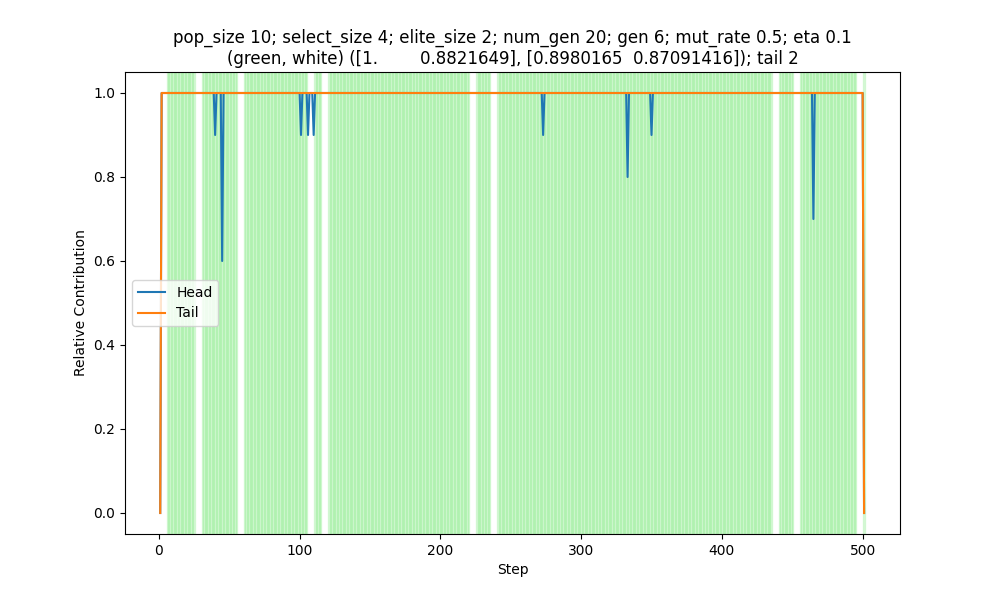 pop_size 10; select_size 4; elite_size 2; num_gen 20; gen 6; mut_rate 0.5; eta 0.1
(green, white) ([1.         0.8821649], [0.8980165  0.87091416]); tail 2
1.0
0.8
0.6
0.4
0.2
0.0
Relative Contribution
Head
Tail
0
100
200
300
400
500
Step